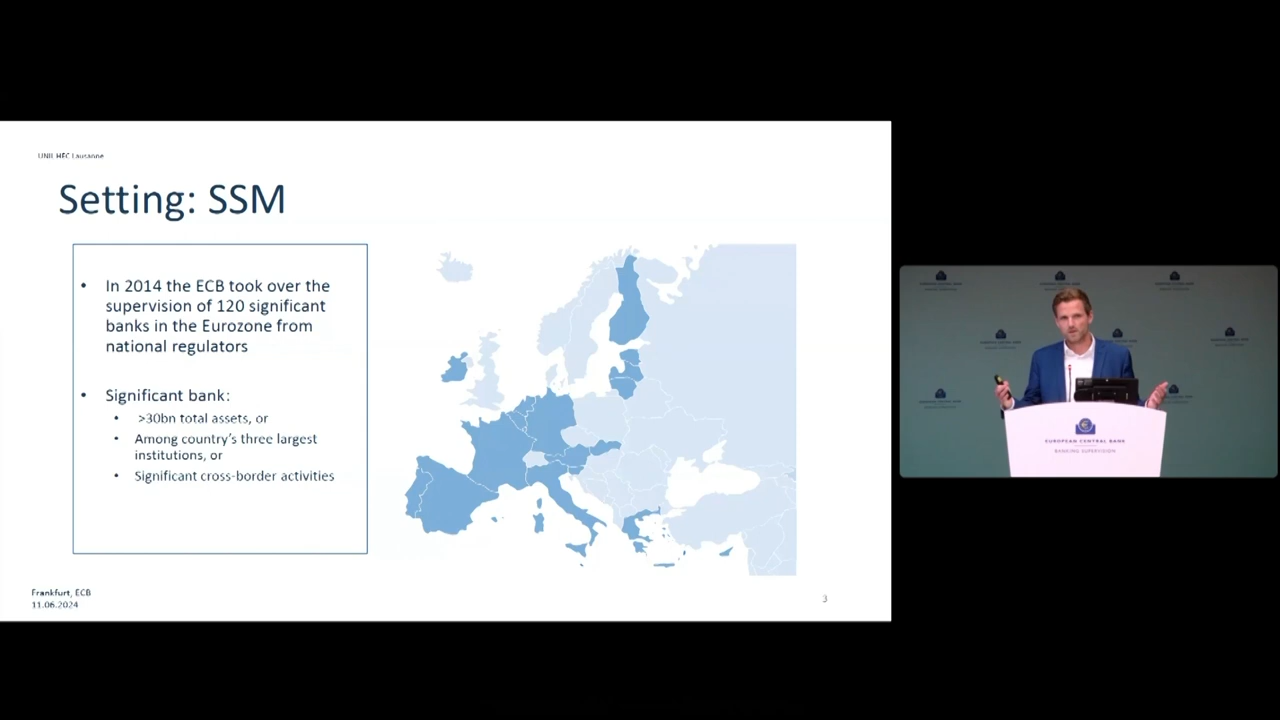 UNIL HEC Lausanne
Setting: SSM
• In 2014 the ECB took over the
supervision of 120 significant
banks in the Eurozone from
national regulators
• Significant bank:
• >30bn total assets, or
• Among country's three largest
institutions, or
• Significant cross-border activities
Frankfurt, ECB
11.06.2024
3
EUROPEAN CENTRAL BANK
BANKING SUPERVISION